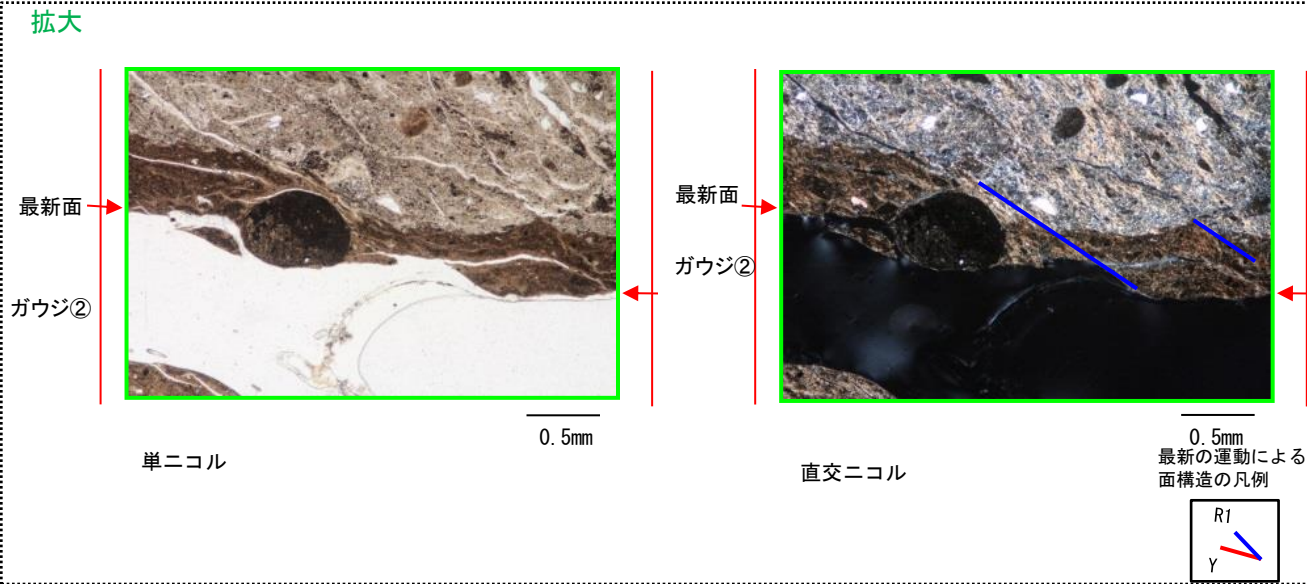 拡大
最新面
ガウジ②
0.5mm
単ニコル
最新面
ガウジ②
0.5mm
直交ニコル
最新の運動による
面構造の凡例
R1
Y